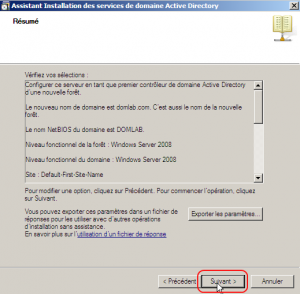 Assistant Installation des services de domaine Active Directory
Résumé
Vérifiez vos sélections :
Configurer ce serveur en tant que premier contrôleur de domaine Active Directory
d'une nouvelle forêt.
Le nouveau nom de domaine est domlab.com. C'est aussi le nom de la nouvelle
forêt.
Le nom NetBIOS du domaine est DOMLAB.
Niveau fonctionnel de la forêt : Windows Server 2008
Niveau fonctionnel du domaine : Windows Server 2008
Site : Default-First-Site-Name
Pour modifier une option, cliquez sur Précédent. Pour commencer l'opération, cliquez
sur Suivant.
Vous pouvez exporter ces paramètres dans un fichier de
réponses pour les utiliser avec d'autres opérations
d'installation sans assistance.
Exporter les paramètres...
En savoir plus sur l'utilisation d'un fichier de réponse
< Précédent
Suivant >
Annuler